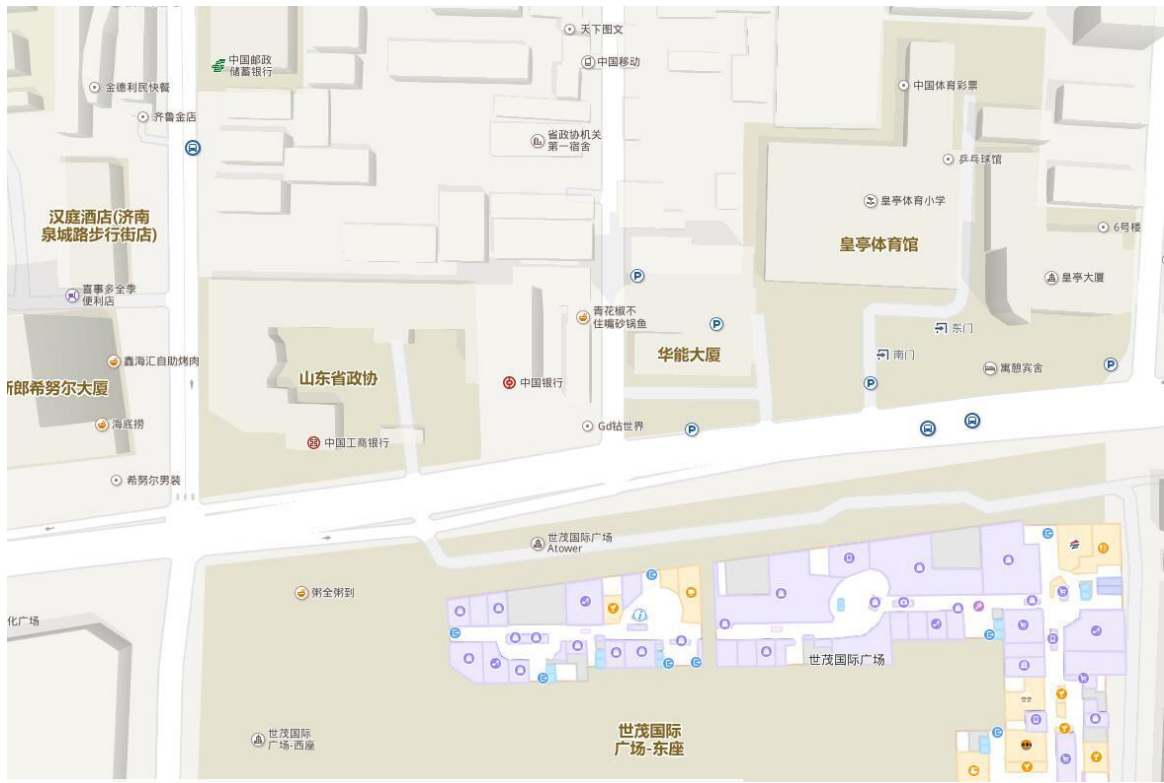 天下图文
中国邮政
储蓄银行
中国移动
金德利民快餐
中国体育彩票
齐鲁金店
省政协机关
第一宿舍
乒乓球馆
皇亭体育小学
汉庭酒店(济南
泉城路步行街店)
6号楼
皇亭体育馆
P
皇亭大厦
喜事多全季
便利店
青花椒不
住嘴砂锅鱼
P
东门
华能大厦
南门
鑫海汇自助烤肉
P
寓憩宾舍
山东省政协
中国银行
P
郎希努尔大厦
海底捞
Gd钻世界
P
中国工商银行
希努尔男装
世茂国际广场
Atower
粥全粥到
化广场
世茂国际广场
世茂国际
广场-西座
世茂国际
广场-东座